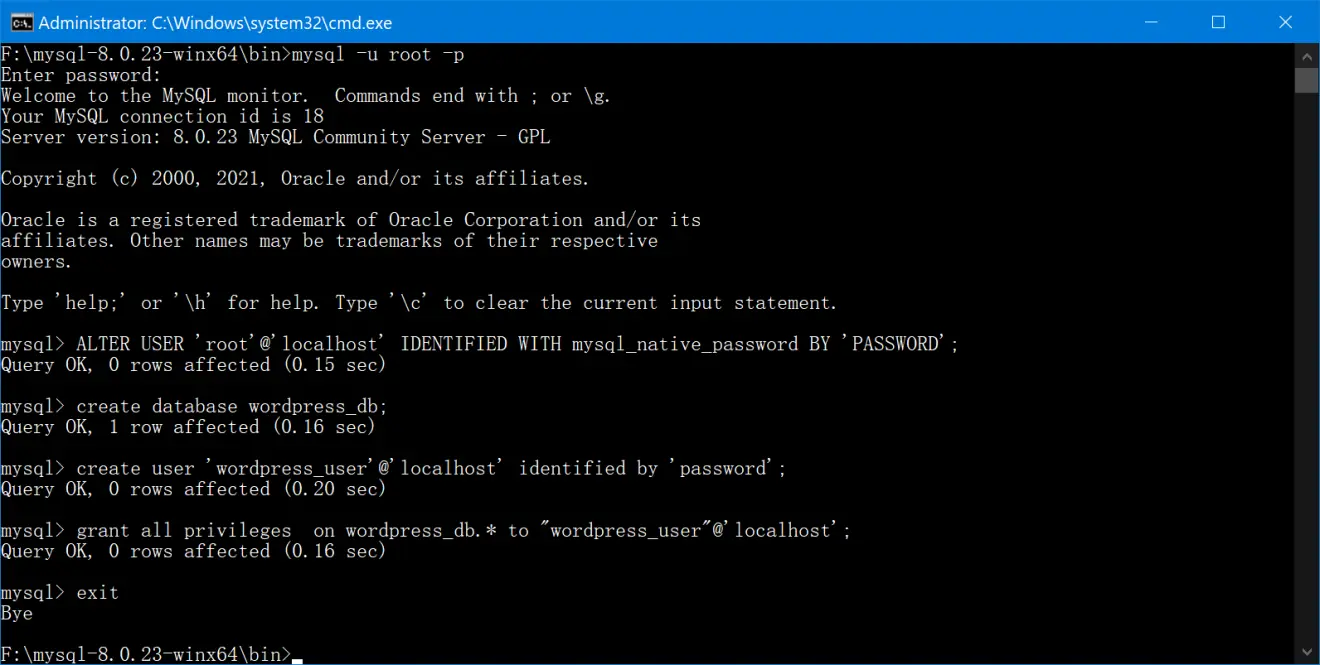 Administrator: C:\Windows\system32\cmd.exe
F:\mysql-8.0.23-winx64\bin>mysql -u root -p
Enter password:
Welcome to the MySQL monitor.  Commands end with ; or \g.
Your MySQL connection id is 18
Server version: 8.0.23 MySQL Community Server - GPL
Copyright (c) 2000, 2021, Oracle and/or its affiliates.
Oracle is a registered trademark of Oracle Corporation and/or its
affiliates. Other names may be trademarks of their respective
owners.
Type 'help;' or '\h' for help. Type '\c' to clear the current input statement.
mysql> ALTER USER 'root'@'localhost' IDENTIFIED WITH mysql_native_password BY 'PASSWORD';
Query OK, 0 rows affected (0.15 sec)
mysql> create database wordpress_db;
Query OK, 1 row affected (0.16 sec)
mysql> create user 'wordpress_user'@'localhost' identified by 'password';
Query OK, 0 rows affected (0.20 sec)
mysql> grant all privileges  on wordpress_db.* to "wordpress_user"@'localhost';
Query OK, 0 rows affected (0.16 sec)
mysql> exit
Bye
F:\mysql-8.0.23-winx64\bin>